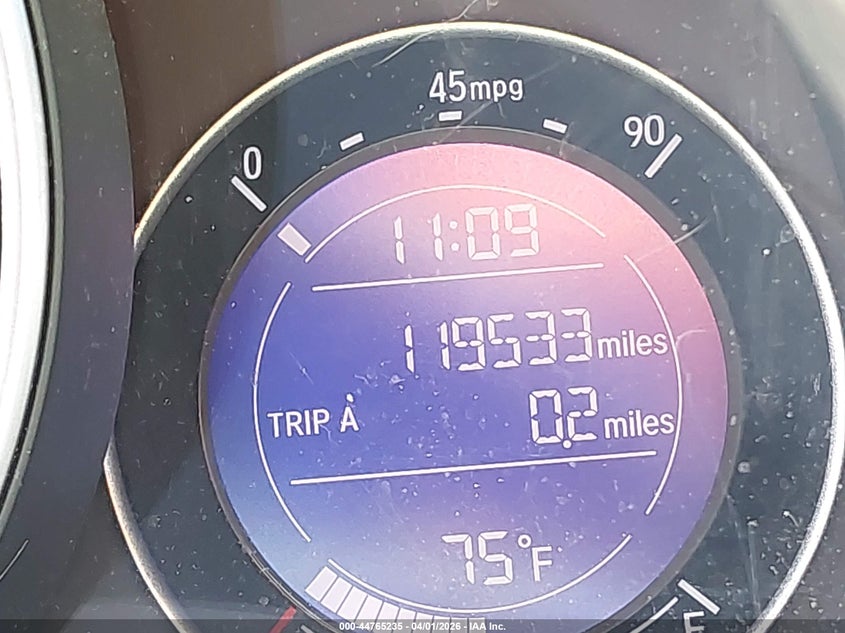 45mpg
0 90
11:09
119533 miles
TRIP A 0.2 miles
75°F
F
000-44765235 - 04/01/2026 - IAA Inc.